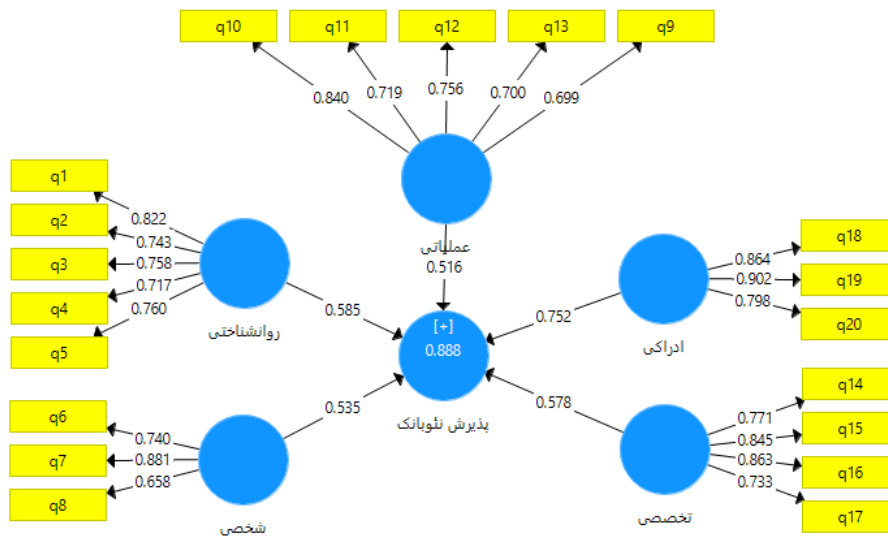 q10
q11
q12
q13
q9
0.840
0.719
0.756
0.700
0.699
عملیاتی
0.516
q1
q2
q3
q4
q5
0.822
0.743
0.758
0.717
0.760
روانشناختی
0.585
q18
q19
q20
0.864
0.902
0.798
ادراکی
0.752
[+]
0.888
پذیرش نئوبانک
q6
q7
q8
0.740
0.881
0.658
شخصی
0.535
q14
q15
q16
q17
0.771
0.845
0.863
0.733
تخصصی
0.578